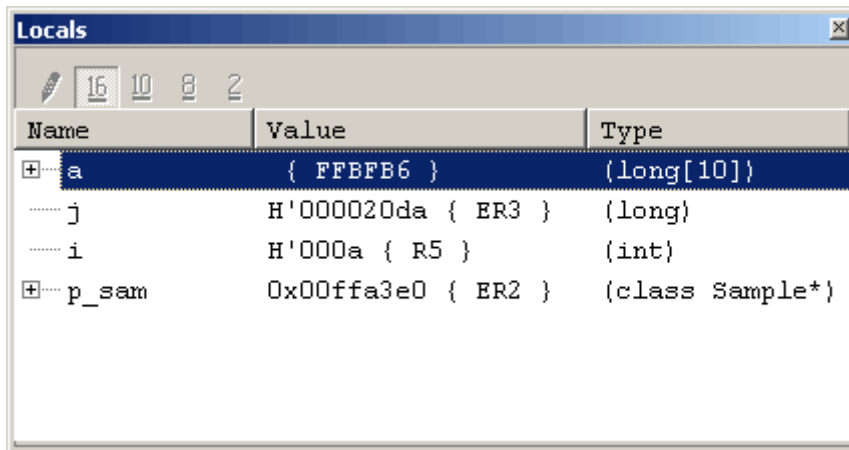 Locals
16 10 8 2
Name Value Type
a { FFBFB6 } (long[10])
j H'000020da { ER3 } (long)
i H'000a { R5 } (int)
p_sam 0x00ffa3e0 { ER2 } (class Sample*)